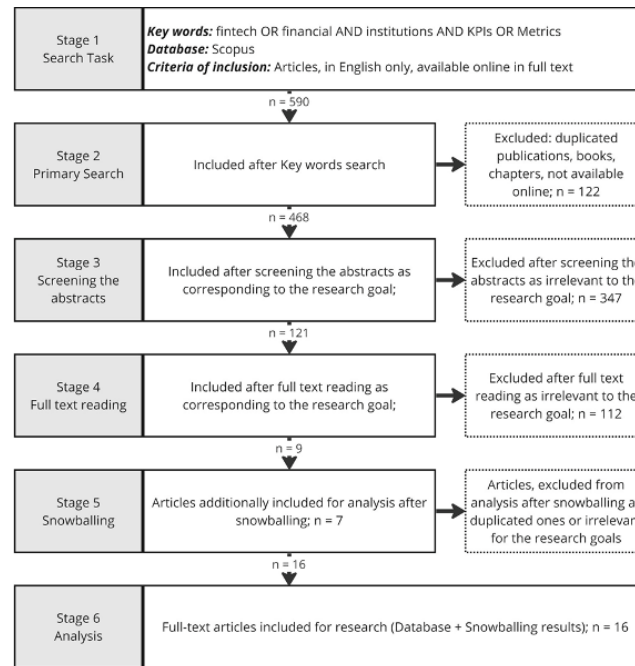 Stage 1
Search Task
Key words: fintech OR financial AND institutions AND KPIs OR Metrics
Database: Scopus
Criteria of inclusion: Articles, in English only, available online in full text
n = 590
Stage 2
Primary Search
Included after Key words search
Excluded: duplicated
publications, books,
chapters, not available
online; n = 122
n = 468
Stage 3
Screening the
abstracts
Included after screening the abstracts as
corresponding to the research goal;
Excluded after screening the
abstracts as irrelevant to the
research goal; n = 347
n = 121
Stage 4
Full text reading
Included after full text reading as
corresponding to the research goal;
Excluded after full text
reading as irrelevant to the
research goal; n = 112
n = 9
Stage 5
Snowballing
Articles additionally included for analysis after
snowballing; n = 7
Articles, excluded from
analysis after snowballing a
duplicated ones or irrelevan
for the research goals
n = 16
Stage 6
Analysis
Full-text articles included for research (Database + Snowballing results); n = 16